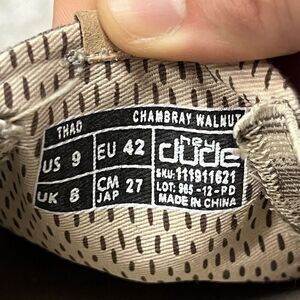 THAO CHAMBRAY WALNUT
US 9 EU 42
UK 8 CM JAP 27
hey dude
SKU: 111911621
LOT: 965-12-PD
MADE IN CHINA